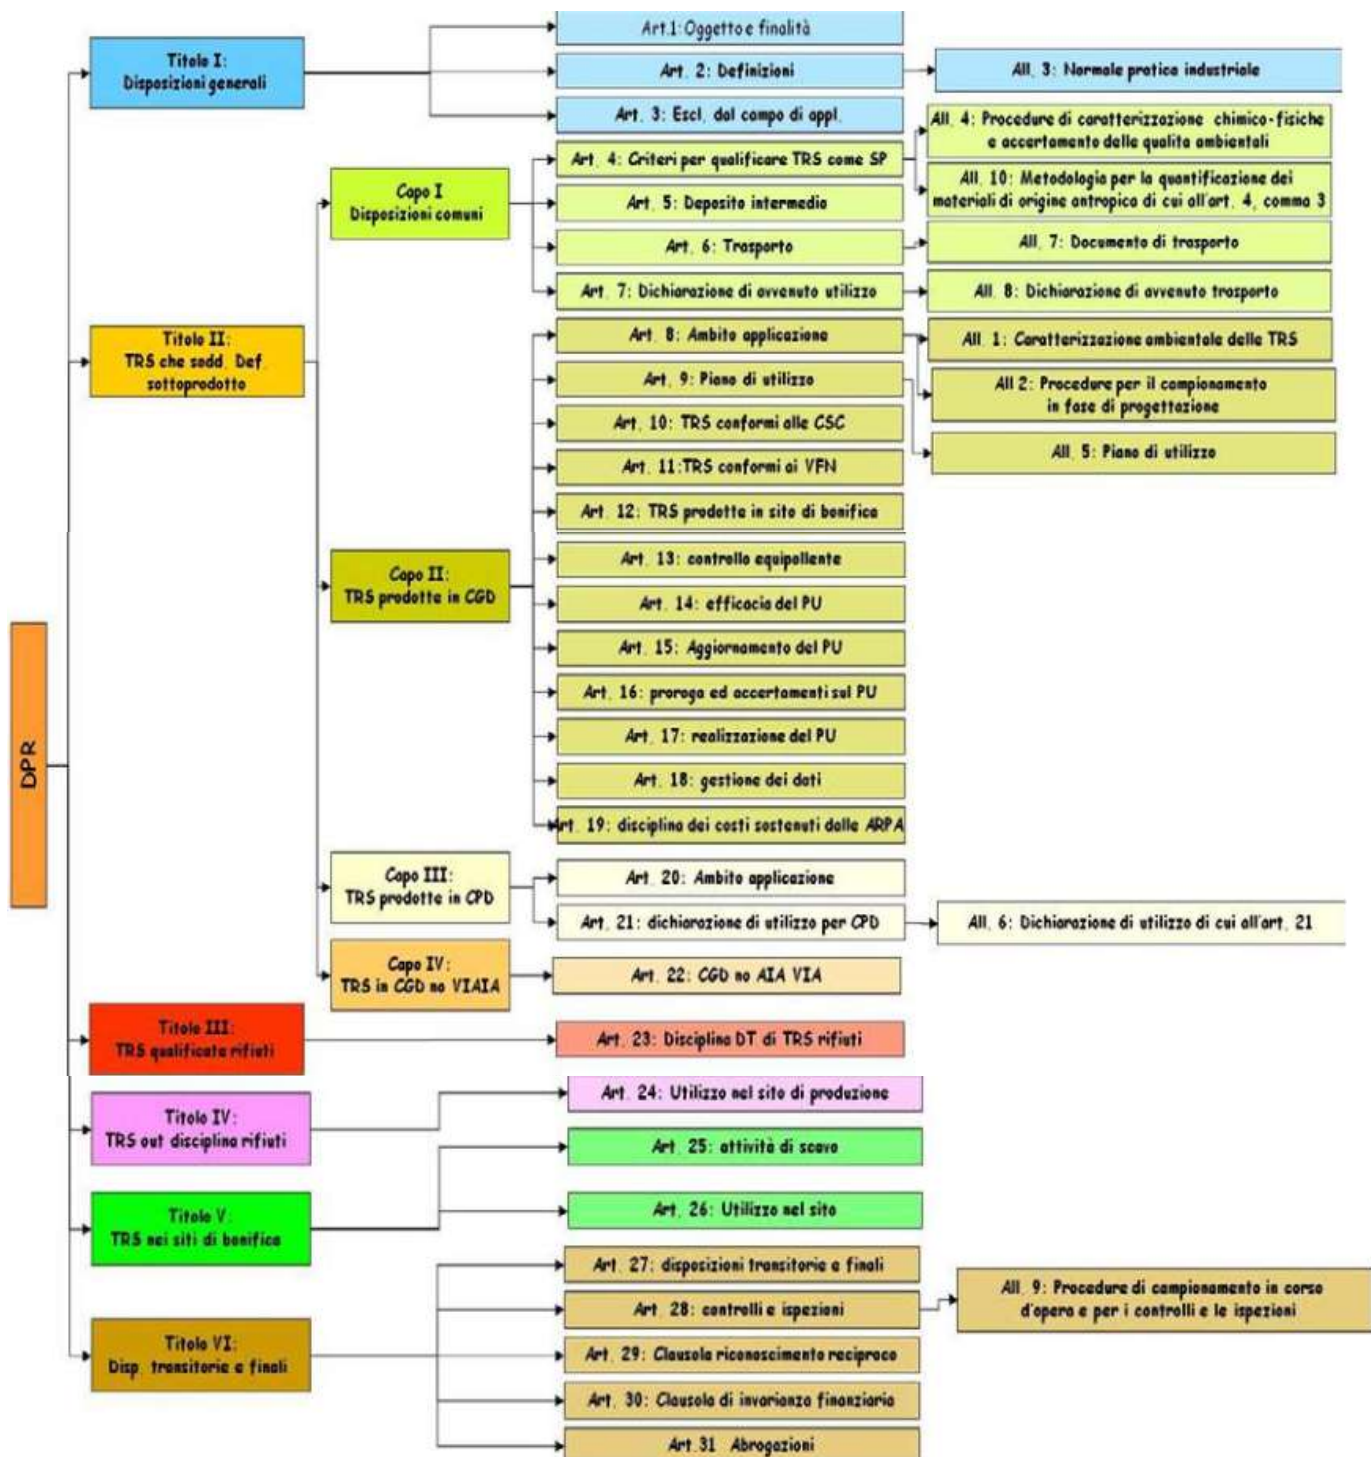 DPR
Titolo I:
Disposizioni generali
Art.1:Oggetto e finalità
Art. 2: Definizioni
All. 3: Normale pratica industriale
Art. 3: Escl. dal campo di appl.
Titolo II:
TRS che sodd. Def.
sottoprodotto
Capo I
Disposizioni comuni
Art. 4: Criteri per qualificare TRS come SP
All. 4: Procedure di caratterizzazione chimico-fisiche
e accertamento delle qualita ambientali
All. 10: Metodologia per la quantificazione dei
materiali di origine antropica di cui all'art. 4, comma 3
Art. 5: Deposito intermedio
Art. 6: Trasporto
All. 7: Documento di trasporto
Art. 7: Dichiarazione di avvenuto utilizzo
All. 8: Dichiarazione di avvenuto trasporto
Capo II:
TRS prodotte in CGD
Art. 8: Ambito applicazione
All. 1: Caratterizzazione ambientale delle TRS
All 2: Procedure per il campionamento
in fase di progettazione
Art. 9: Piano di utilizzo
All. 5: Piano di utilizzo
Art. 10: TRS conformi alle CSC
Art. 11:TRS conformi ai VFN
Art. 12: TRS prodotte in sito di bonifica
Art. 13: controllo equipollente
Art. 14: efficacia del PU
Art. 15: Aggiornamento del PU
Art. 16: proroga ed accertamenti sul PU
Art. 17: realizzazione del PU
Art. 18: gestione dei dati
Art. 19: disciplina dei costi sostenuti dalle ARPA
Capo III:
TRS prodotte in CPD
Art. 20: Ambito applicazione
Art. 21: dichiarazione di utilizzo per CPD
All. 6: Dichiarazione di utilizzo di cui all'art. 21
Capo IV:
TRS in CGD no VIAIA
Art. 22: CGD no AIA VIA
Titolo III:
TRS qualificate rifiuti
Art. 23: Disciplina DT di TRS rifiuti
Titolo IV:
TRS out disciplina rifiuti
Art. 24: Utilizzo nel sito di produzione
Titolo V:
TRS nei siti di bonifica
Art. 25: attività di scavo
Art. 26: Utilizzo nel sito
Titolo VI:
Disp. transitorie e finali
Art. 27: disposizioni transitorie e finali
Art. 28: controlli e ispezioni
All. 9: Procedure di campionamento in corso
d'opera e per i controlli e le ispezioni
Art. 29: Clausola riconoscimento reciproco
Art. 30: Clausola di invarianza finanziaria
Art.31 Abrogazioni